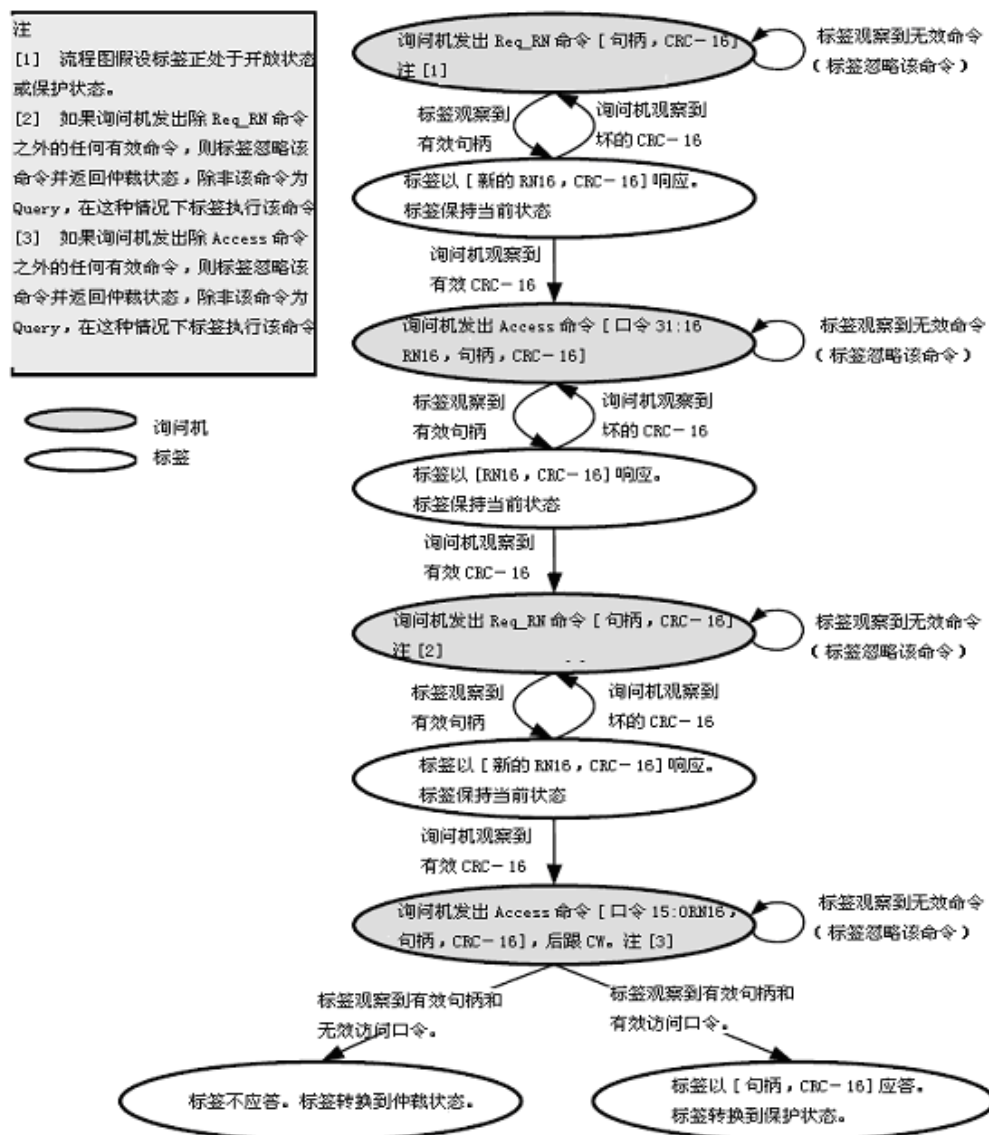 注
[1] 流程图假设标签正处于开放状态
或保护状态。
[2] 如果询问机发出除 Req_RN 命令
之外的任何有效命令，则标签忽略该
命令并返回仲裁状态，除非该命令为
Query，在这种情况下标签执行该命令
[3] 如果询问机发出除 Access 命令
之外的任何有效命令，则标签忽略该
命令并返回仲裁状态，除非该命令为
Query，在这种情况下标签执行该命令
询问机
标签
询问机发出 Req_RN 命令 [ 句柄，CRC-16]
注 [1]
标签观察到无效命令
（标签忽略该命令）
标签观察到
有效句柄
询问机观察到
坏的 CRC-16
标签以 [ 新的 RN16，CRC-16] 响应。
标签保持当前状态
询问机观察到
有效 CRC-16
询问机发出 Access 命令 [ 口令 31:16
RN16，句柄，CRC-16]
标签观察到无效命令
（标签忽略该命令）
标签观察到
有效句柄
询问机观察到
坏的 CRC-16
标签以 [RN16，CRC-16] 响应。
标签保持当前状态
询问机观察到
有效 CRC-16
询问机发出 Req_RN 命令 [ 句柄，CRC-16]
注 [2]
标签观察到无效命令
（标签忽略该命令）
标签观察到
有效句柄
询问机观察到
坏的 CRC-16
标签以 [ 新的 RN16，CRC-16] 响应。
标签保持当前状态
询问机观察到
有效 CRC-16
询问机发出 Access 命令 [ 口令 15:0RN16，
句柄，CRC-16]，后跟 CW。注 [3]
标签观察到无效命令
（标签忽略该命令）
标签观察到有效句柄和
无效访问口令。
标签观察到有效句柄和
有效访问口令。
标签不应答。标签转换到仲裁状态。
标签以 [ 句柄，CRC-16] 应答。
标签转换到保护状态。